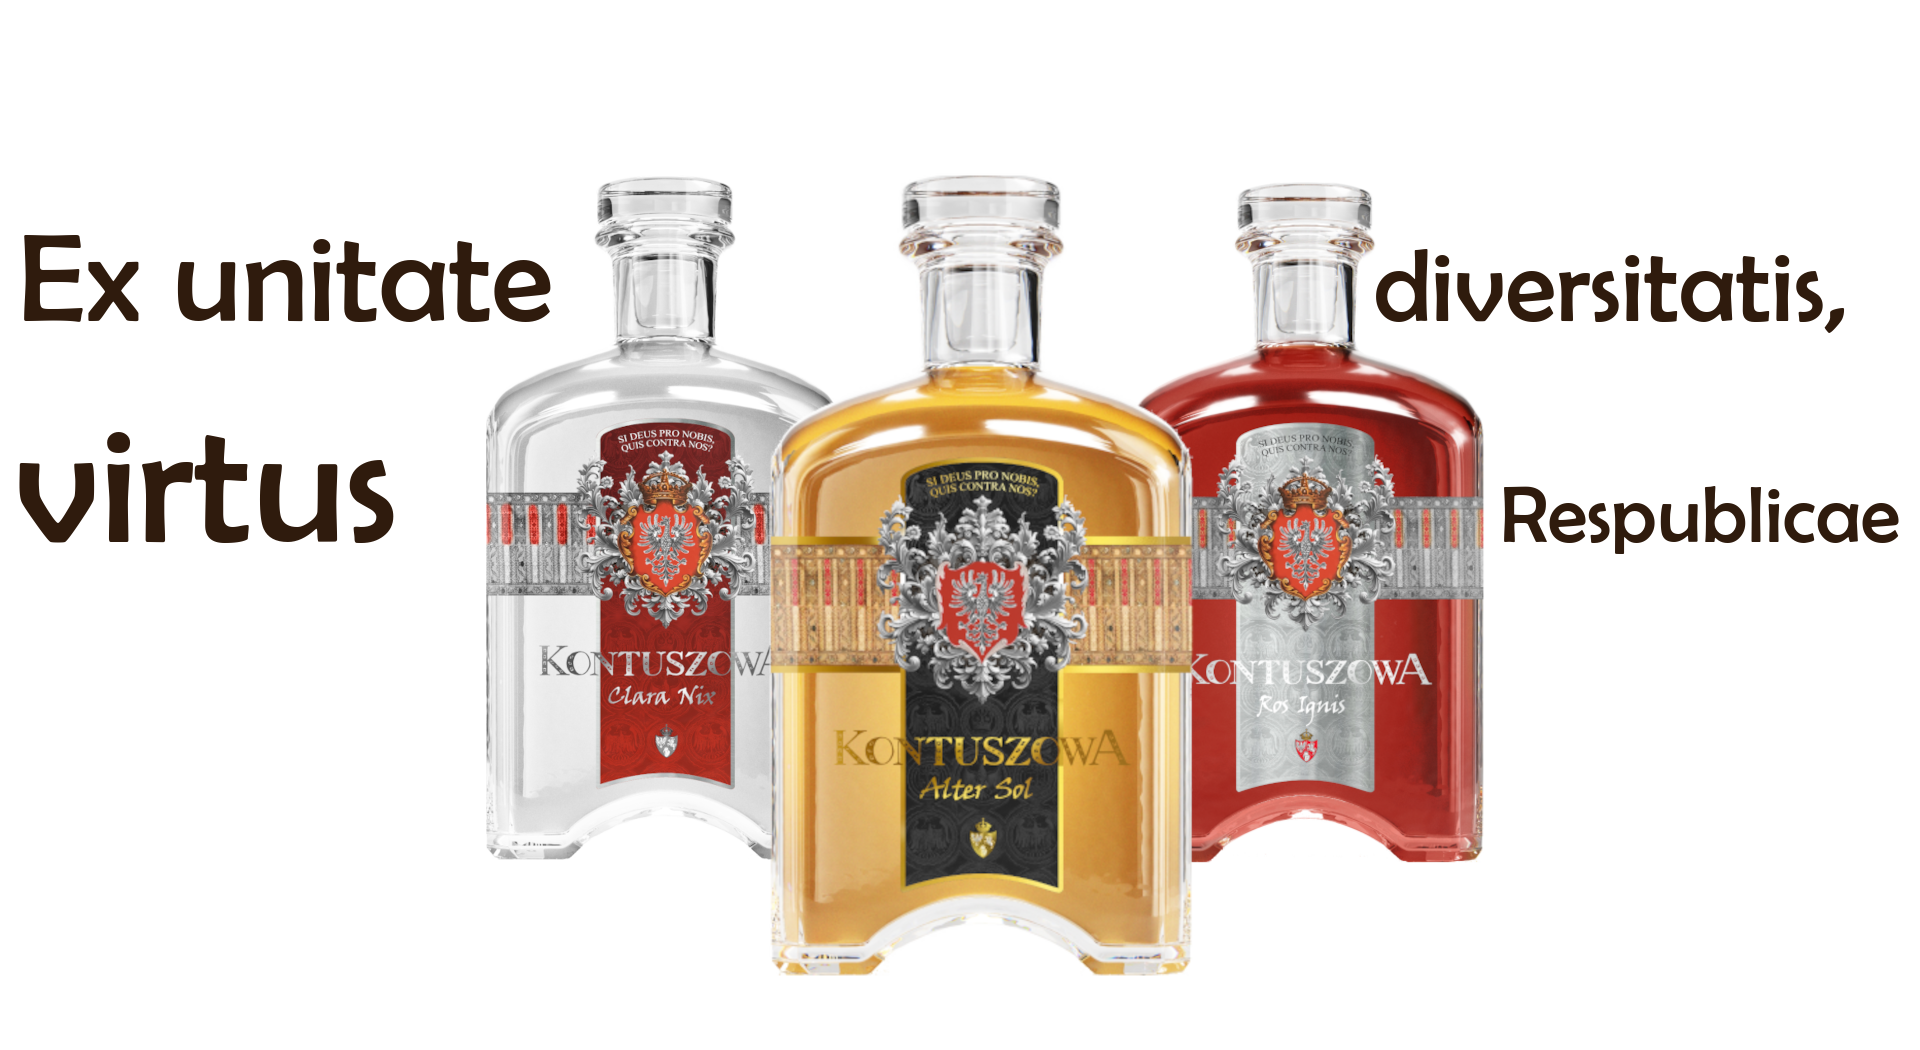 Ex unitate diversitatis,
virtus Respublicae
SI DEUS PRO NOBIS,
QUIS CONTRA NOS?
KONTUSZOWA
Clara Nix
SI DEUS PRO NOBIS,
QUIS CONTRA NOS?
KONTUSZOWA
Alter Sol
SI DEUS PRO NOBIS,
QUIS CONTRA NOS?
KONTUSZOWA
Ros Ignis